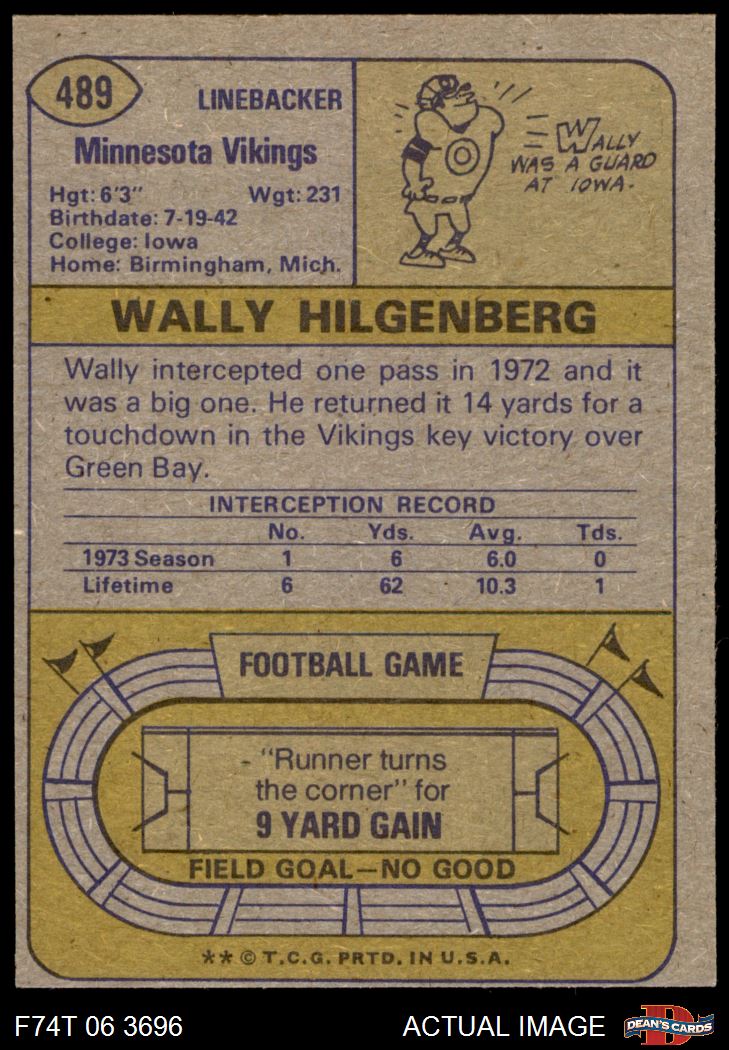 489
LINEBACKER
Minnesota Vikings
Hgt: 6'3" Wgt: 231
Birthdate: 7-19-42
College: Iowa
Home: Birmingham, Mich.
WALLY
WAS A GUARD
AT IOWA.
WALLY HILGENBERG
Wally intercepted one pass in 1972 and it
was a big one. He returned it 14 yards for a
touchdown in the Vikings key victory over
Green Bay.
INTERCEPTION RECORD
No. Yds. Avg. Tds.
1973 Season 1 6 6.0 0
Lifetime 6 62 10.3 1
FOOTBALL GAME
"Runner turns
the corner" for
9 YARD GAIN
FIELD GOAL—NO GOOD
** © T.C.G. PRTD. IN U.S.A.
F74T 06 3696 ACTUAL IMAGE
D
DEAN'S CARDS